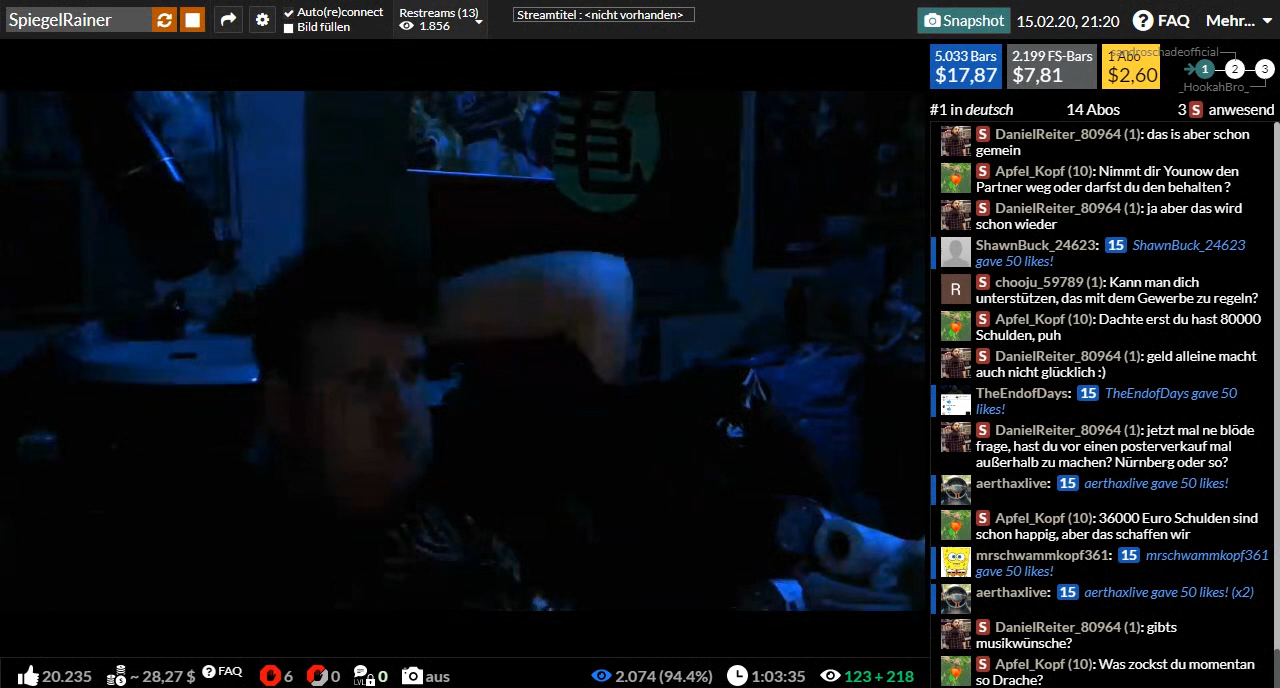 SpiegelRainer
Auto(re)connect
Bild füllen
Restreams (13)
1.856
Streamtitel : <nicht vorhanden>
Snapshot
15.02.20, 21:20
FAQ
Mehr...
5.033 Bars
$17,87
2.199 FS-Bars
$7,81
1 Abo
$2,60
sandroschadeofficial
1 2 3
_HookahBro_
#1 in deutsch
14 Abos
3 S anwesend
S DanielReiter_80964 (1): das is aber schon
gemein
S Apfel_Kopf (10): Nimmt dir Younow den
Partner weg oder darfst du den behalten ?
S DanielReiter_80964 (1): ja aber das wird
schon wieder
ShawnBuck_24623: 15 ShawnBuck_24623
gave 50 likes!
R
S chooju_59789 (1): Kann man dich
unterstützen, das mit dem Gewerbe zu regeln?
S Apfel_Kopf (10): Dachte erst du hast 80000
Schulden, puh
S DanielReiter_80964 (1): geld alleine macht
auch nicht glücklich :)
TheEndofDays: 15 TheEndofDays gave 50
likes!
S DanielReiter_80964 (1): jetzt mal ne blöde
frage, hast du vor einen posterverkauf mal
außerhalb zu machen? Nürnberg oder so?
aerthaxlive: 15 aerthaxlive gave 50 likes!
S Apfel_Kopf (10): 36000 Euro Schulden sind
schon happig, aber das schaffen wir
mrschwammkopf361: 15 mrschwammkopf361
gave 50 likes!
aerthaxlive: 15 aerthaxlive gave 50 likes! (x2)
S DanielReiter_80964 (1): gibts
musikwünsche?
S Apfel_Kopf (10): Was zockst du momentan
so Drache?
亀
20.235
~ 28,27 $
FAQ
6
0
LVL 0
aus
2.074 (94.4%)
1:03:35
123 + 218